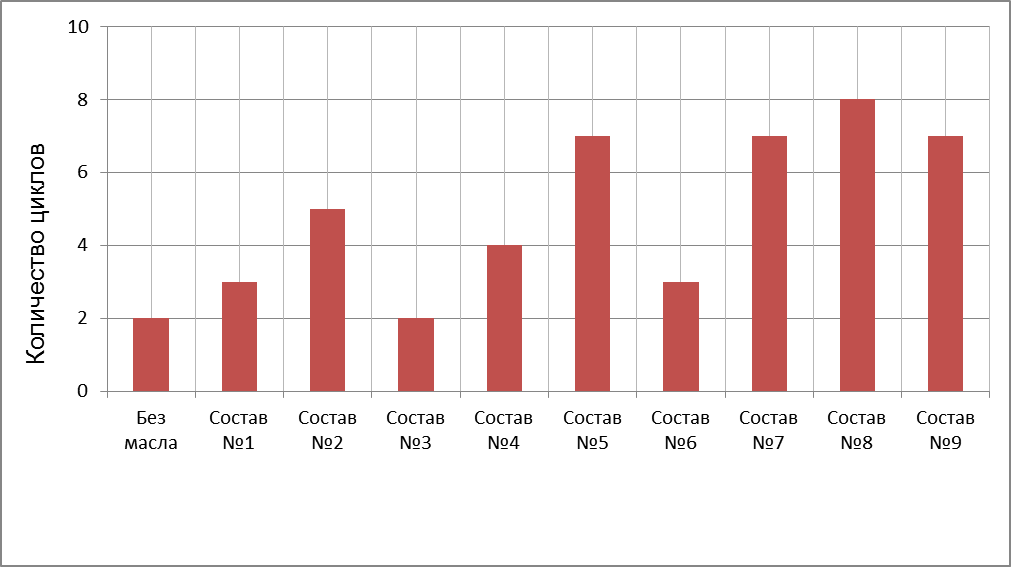 Количество циклов
10
8
6
4
2
0
Без масла
Состав №1
Состав №2
Состав №3
Состав №4
Состав №5
Состав №6
Состав №7
Состав №8
Состав №9